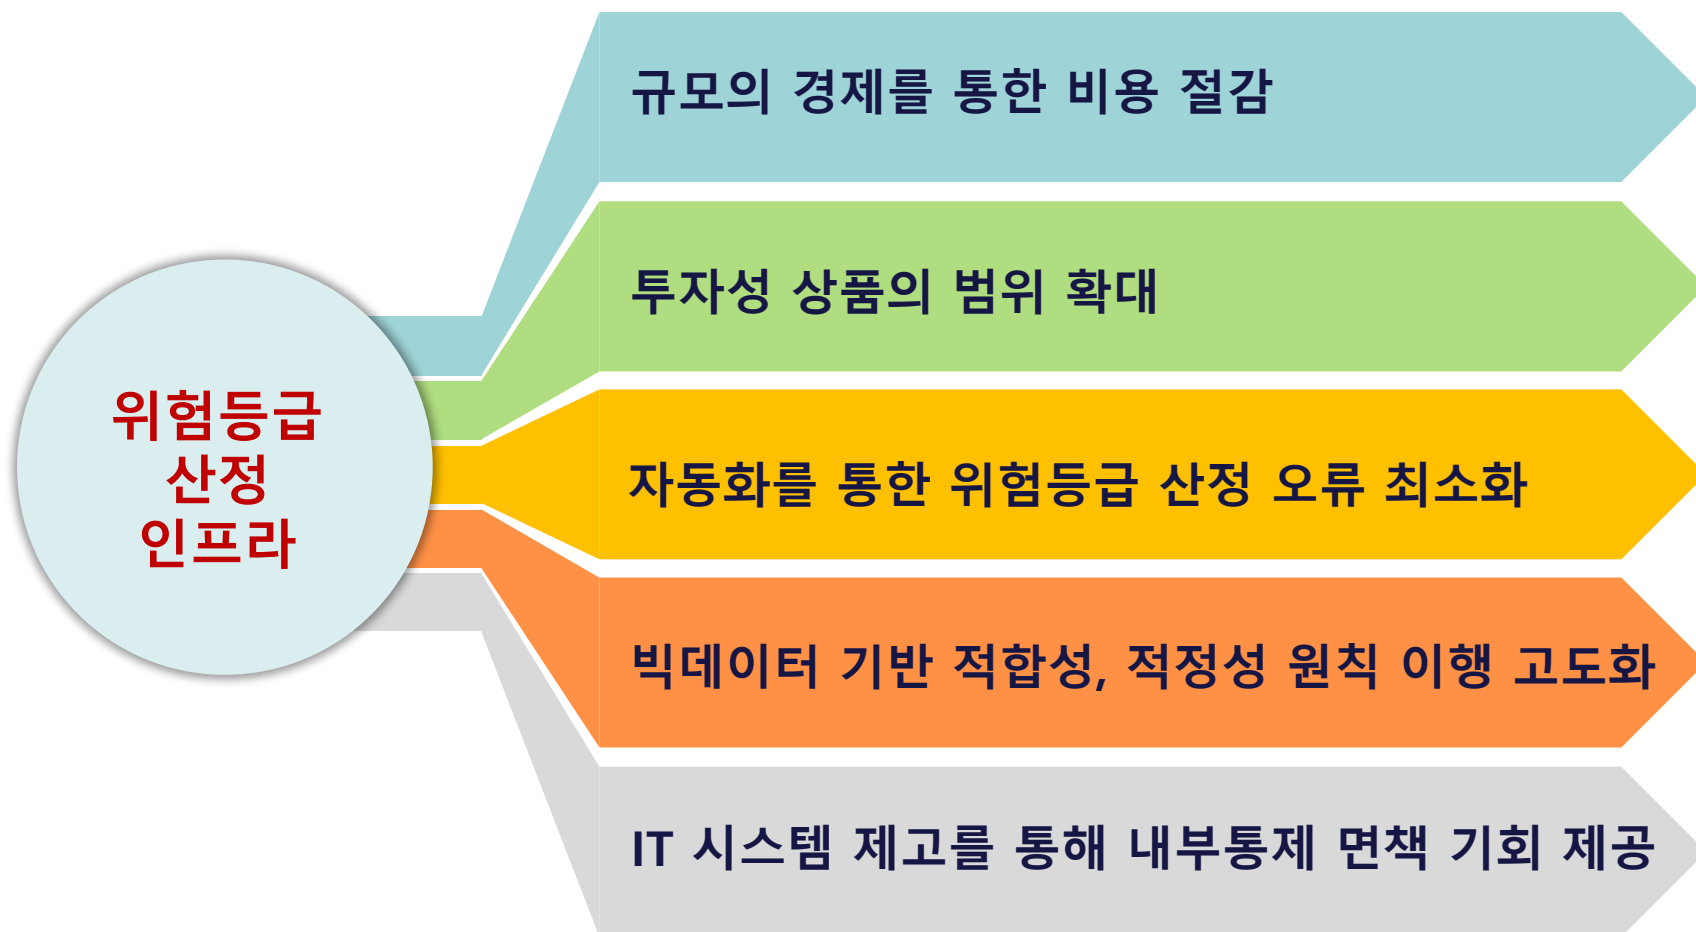 위험등급
산정
인프라
규모의 경제를 통한 비용 절감
투자성 상품의 범위 확대
자동화를 통한 위험등급 산정 오류 최소화
빅데이터 기반 적합성, 적정성 원칙 이행 고도화
IT 시스템 제고를 통해 내부통제 면책 기회 제공